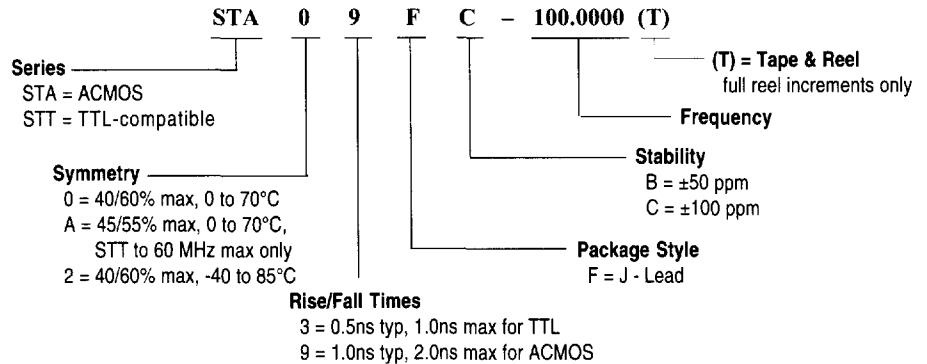 STA 0 9 F C – 100.0000 (T)
Series
STA = ACMOS
STT = TTL-compatible
(T) = Tape & Reel
full reel increments only
Frequency
Symmetry
0 = 40/60% max, 0 to 70°C
A = 45/55% max, 0 to 70°C,
STT to 60 MHz max only
2 = 40/60% max, -40 to 85°C
Stability
B = ±50 ppm
C = ±100 ppm
Package Style
F = J - Lead
Rise/Fall Times
3 = 0.5ns typ, 1.0ns max for TTL
9 = 1.0ns typ, 2.0ns max for ACMOS